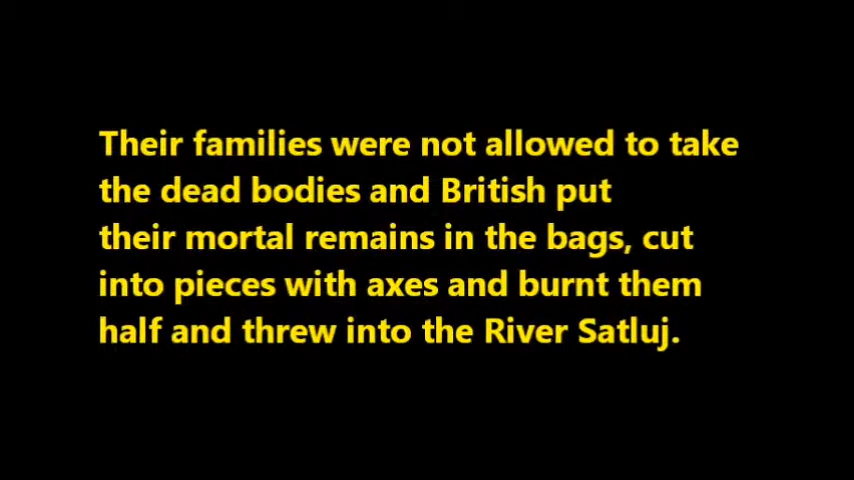 Their families were not allowed to take
the dead bodies and British put
their mortal remains in the bags, cut
into pieces with axes and burnt them
half and threw into the River Satluj.